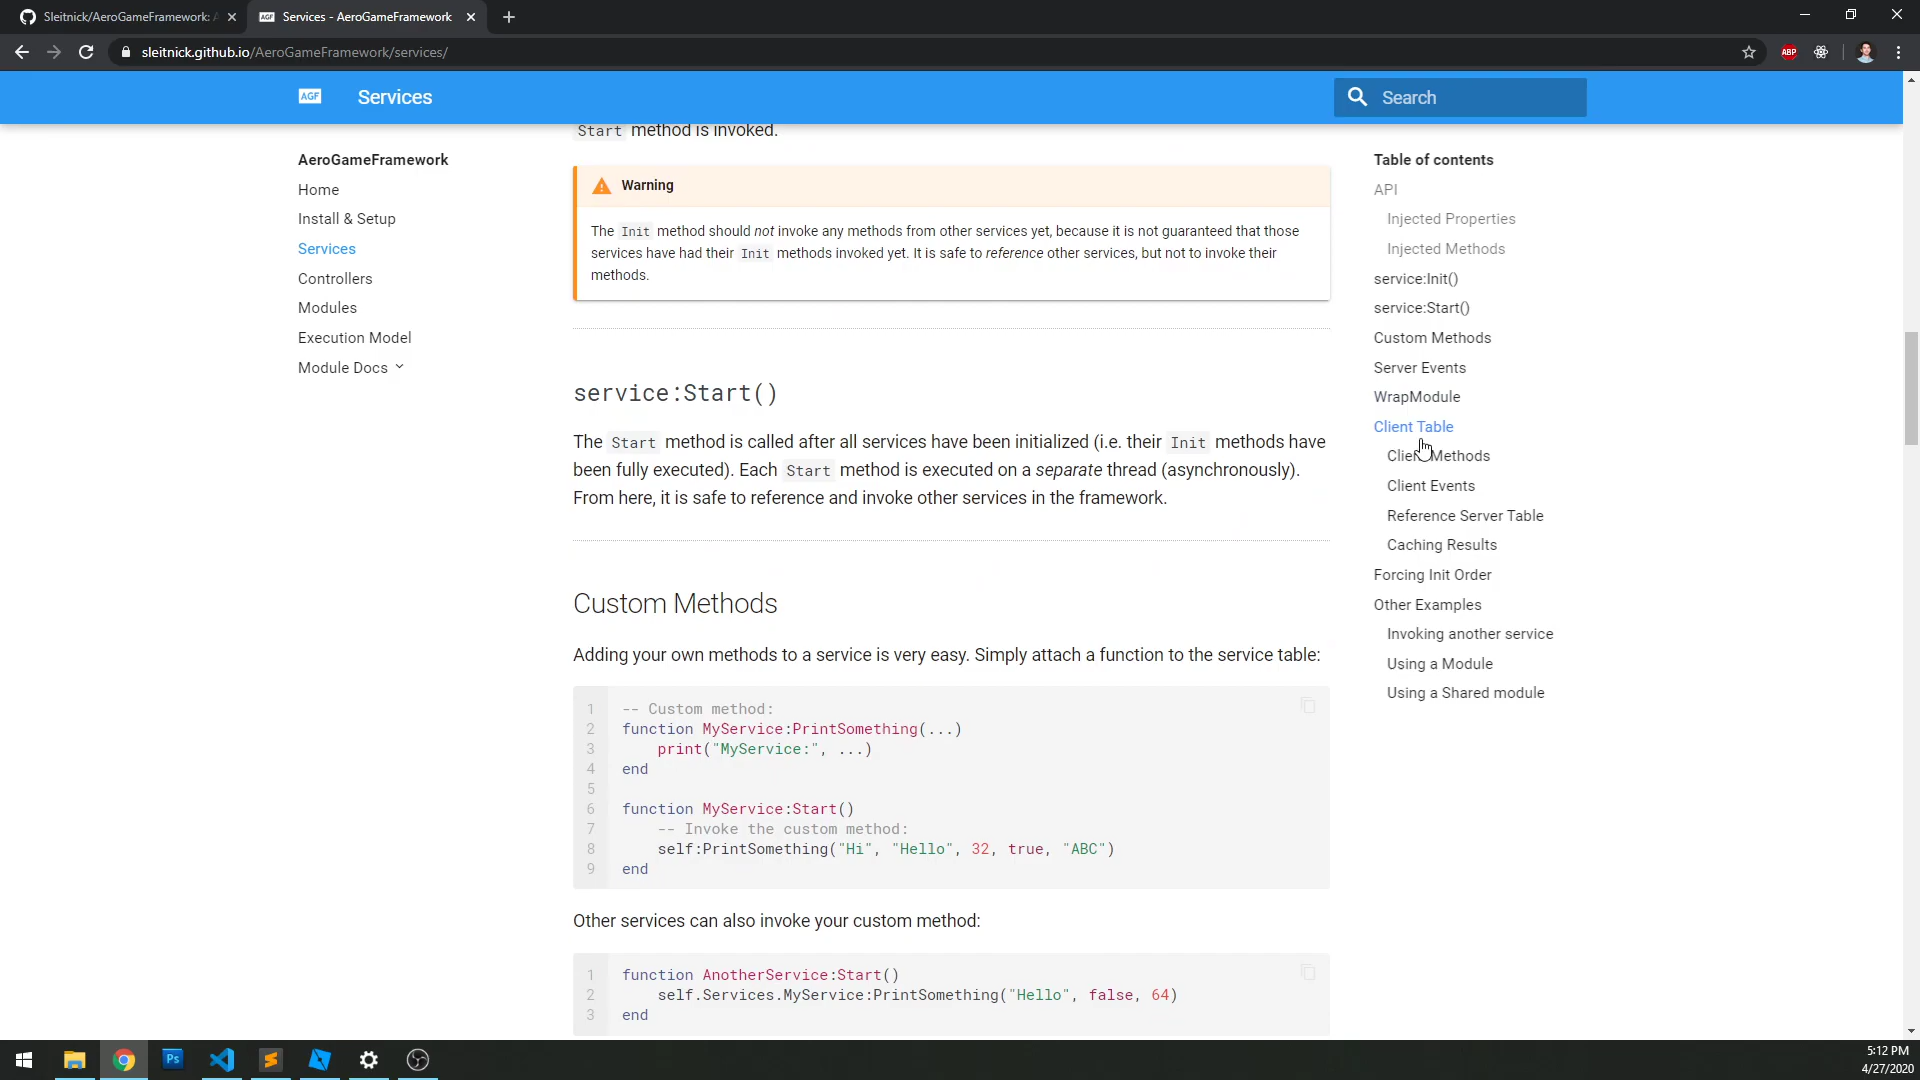 Sleitnick/AeroGameFramework:
Services - AeroGameFramework
sleitnick.github.io/AeroGameFramework/services/
ABP
AGF
Services
Search
AeroGameFramework
Home
Install & Setup
Services
Controllers
Modules
Execution Model
Module Docs
Start method is invoked.
Warning
The Init method should not invoke any methods from other services yet, because it is not guaranteed that those
services have had their Init methods invoked yet. It is safe to reference other services, but not to invoke their
methods.
service:Start()
The Start method is called after all services have been initialized (i.e. their Init methods have
been fully executed). Each Start method is executed on a separate thread (asynchronously).
From here, it is safe to reference and invoke other services in the framework.
Custom Methods
Adding your own methods to a service is very easy. Simply attach a function to the service table:
1 -- Custom method:
2 function MyService:PrintSomething(...)
3 print("MyService:", ...)
4 end
5
6 function MyService:Start()
7 -- Invoke the custom method:
8 self:PrintSomething("Hi", "Hello", 32, true, "ABC")
9 end
Other services can also invoke your custom method:
1 function AnotherService:Start()
2 self.Services.MyService:PrintSomething("Hello", false, 64)
3 end
Table of contents
API
Injected Properties
Injected Methods
service:Init()
service:Start()
Custom Methods
Server Events
WrapModule
Client Table
Client Methods
Client Events
Reference Server Table
Caching Results
Forcing Init Order
Other Examples
Invoking another service
Using a Module
Using a Shared module
Ps
5:12 PM
4/27/2020